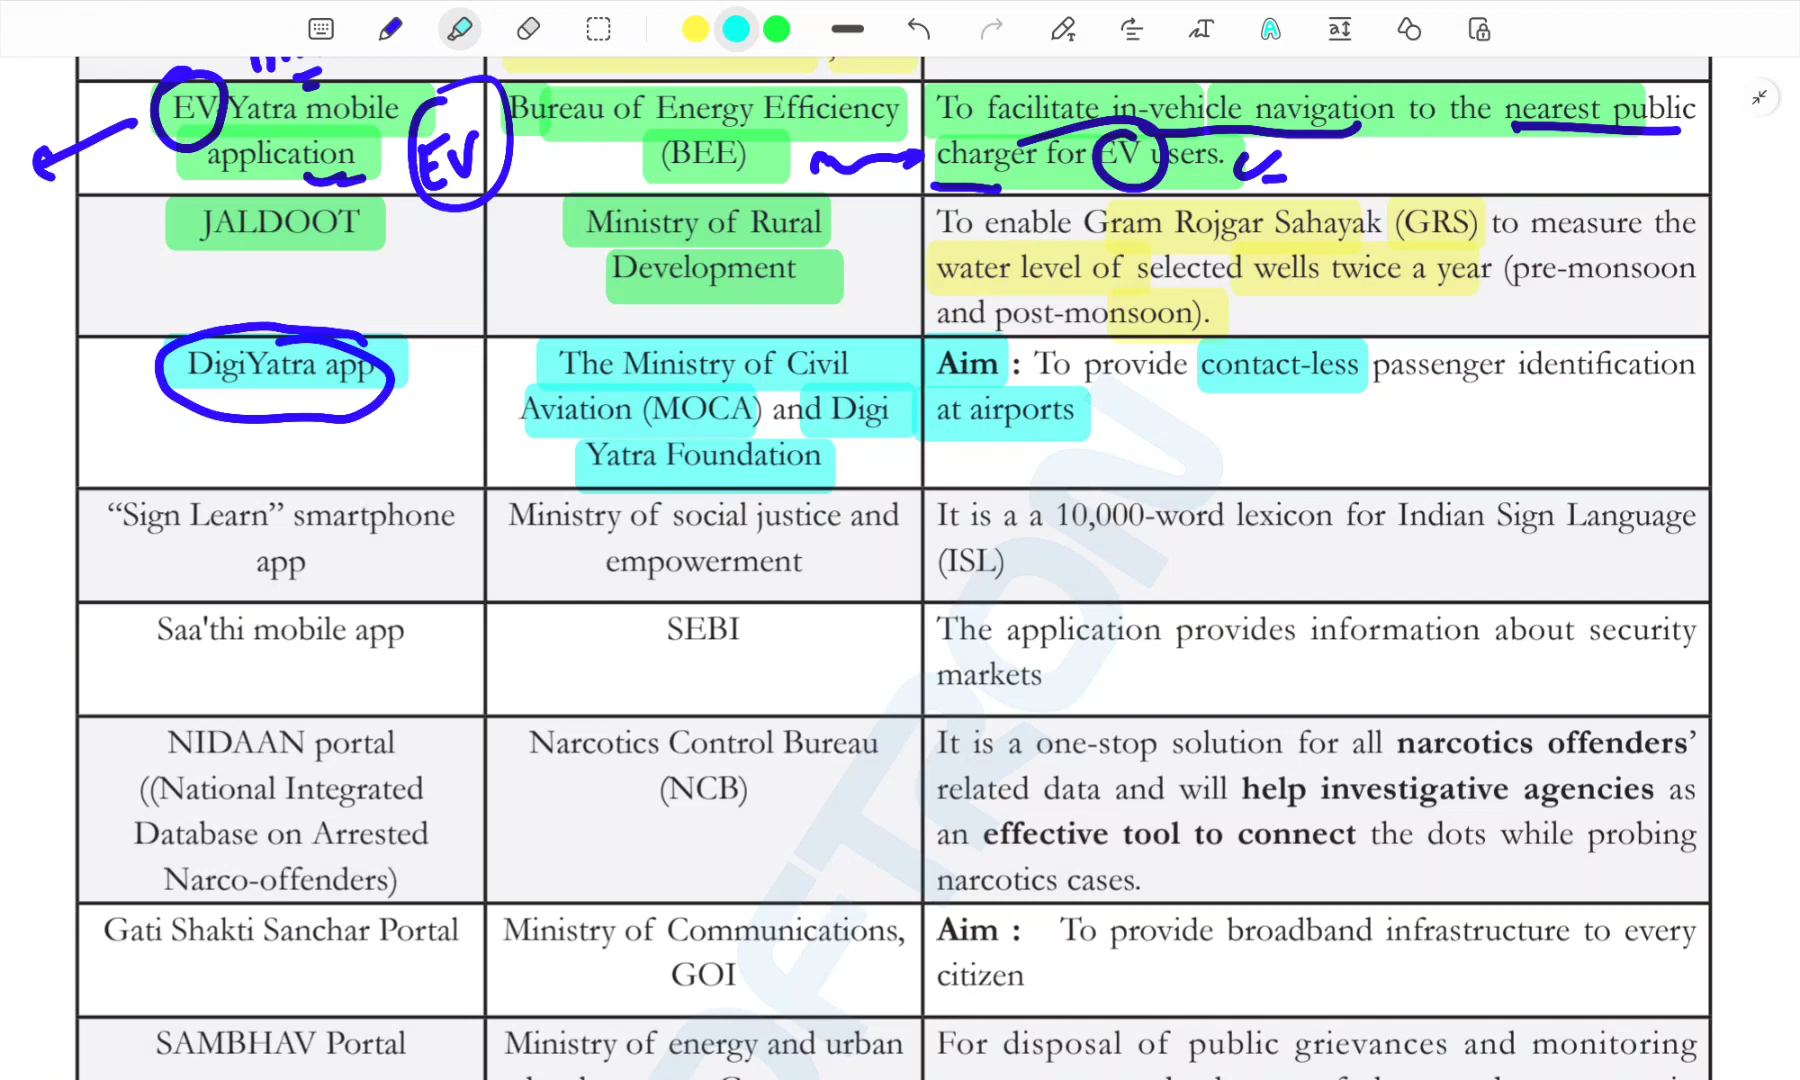 EV Yatra mobile
application
EV
Bureau of Energy Efficiency
(BEE)
To facilitate in-vehicle navigation to the nearest public
charger for EV users.
JALDOOT
Ministry of Rural
Development
To enable Gram Rojgar Sahayak (GRS) to measure the
water level of selected wells twice a year (pre-monsoon
and post-monsoon).
DigiYatra app
The Ministry of Civil
Aviation (MOCA) and Digi
Yatra Foundation
Aim : To provide contact-less passenger identification
at airports
“Sign Learn” smartphone
app
Ministry of social justice and
empowerment
It is a a 10,000-word lexicon for Indian Sign Language
(ISL)
Saa'thi mobile app
SEBI
The application provides information about security
markets
NIDAAN portal
((National Integrated
Database on Arrested
Narco-offenders)
Narcotics Control Bureau
(NCB)
It is a one-stop solution for all narcotics offenders’
related data and will help investigative agencies as
an effective tool to connect the dots while probing
narcotics cases.
Gati Shakti Sanchar Portal
Ministry of Communications,
GOI
Aim : To provide broadband infrastructure to every
citizen
SAMBHAV Portal
Ministry of energy and urban
For disposal of public grievances and monitoring